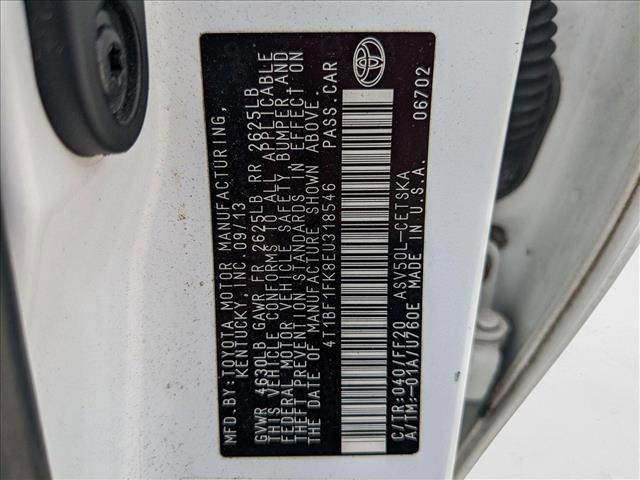 MFD.BY:TOYOTA MOTOR MANUFACTURING,
KENTUCKY,INC. 09/13
GVWR 4630LB GAWR FR 2625LB RR 2625LB
THIS VEHICLE CONFORMS TO ALL APPLICABLE
FEDERAL MOTOR VEHICLE SAFETY, BUMPER,AND
THEFT PREVENTION STANDARDS IN EFFECT ON
THE DATE OF MANUFACTURE SHOWN ABOVE.
4T1BF1FK8EU318546 PASS.CAR
C/TR:040/FF20 ASV50L-CETSKA
A/TM:-01A/U760E MADE IN U.S.A.
06702